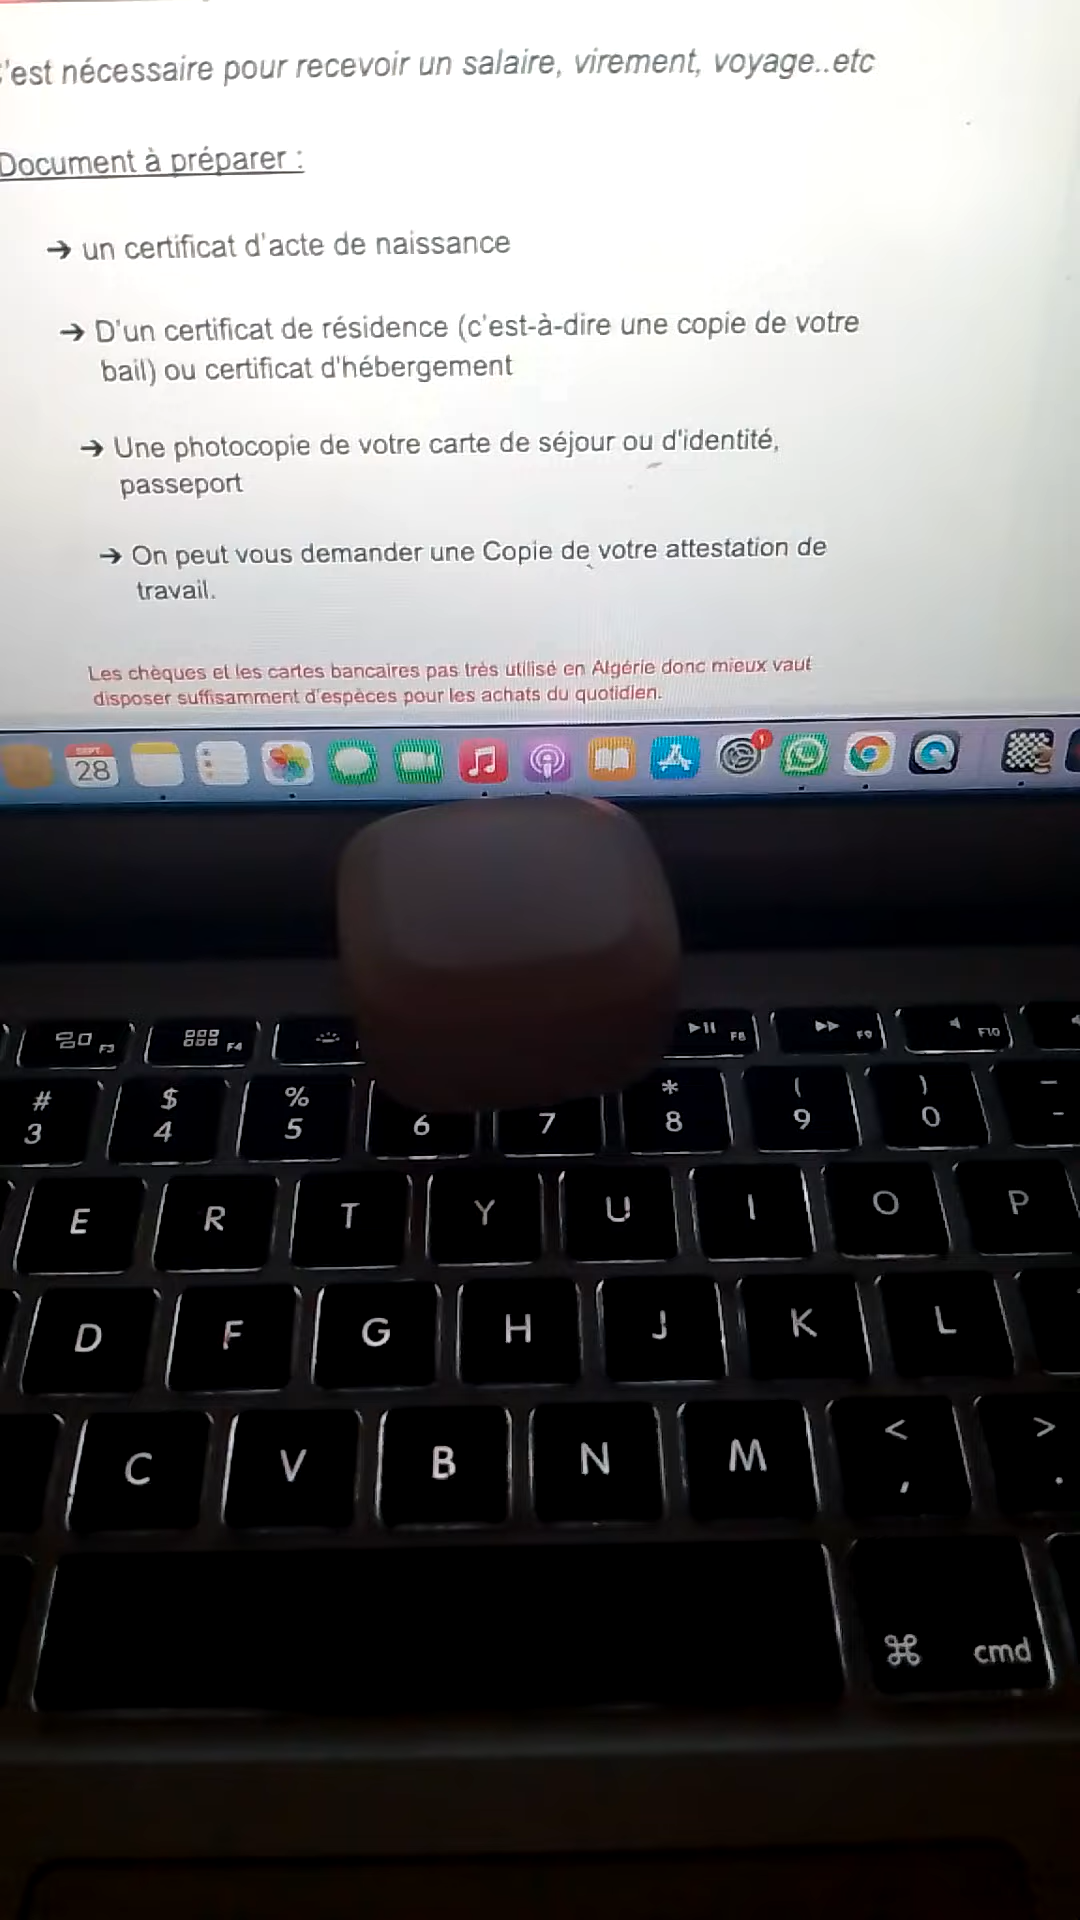 'est nécessaire pour recevoir un salaire, virement, voyage..etc
Document à préparer :
→ un certificat d'acte de naissance
→ D'un certificat de résidence (c'est-à-dire une copie de votre
bail) ou certificat d'hébergement
→ Une photocopie de votre carte de séjour ou d'identité,
passeport
→ On peut vous demander une Copie de votre attestation de
travail.
Les chèques et les cartes bancaires pas très utilisé en Algérie donc mieux vaut
disposer suffisamment d'espèces pour les achats du quotidien.
SEPT.
28
1
F3 F4 F8 F9 F10
# $ % * ( ) _
3 4 5 6 7 8 9 0 -
E R T Y U I O P
D F G H J K L
C V B N M < , > .
⌘ cmd